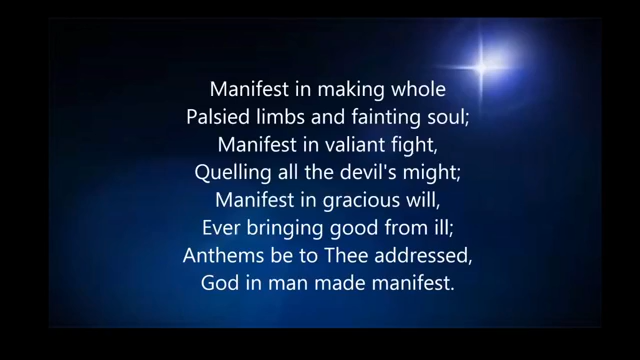 Manifest in making whole
Palsied limbs and fainting soul;
Manifest in valiant fight,
Quelling all the devil's might;
Manifest in gracious will,
Ever bringing good from ill;
Anthems be to Thee addressed,
God in man made manifest.